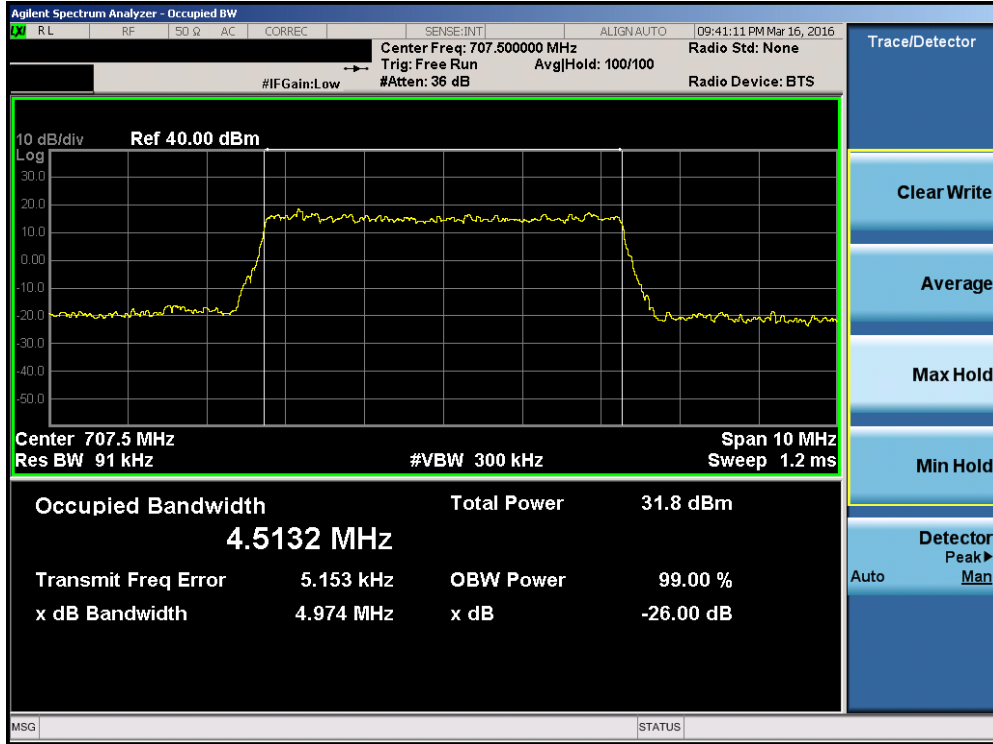 Agilent Spectrum Analyzer - Occupied BW
LXI RL RF 50 Ω AC CORREC SENSE:INT ALIGN AUTO 09:41:11 PM Mar 16, 2016
Center Freq: 707.500000 MHz Radio Std: None
Trig: Free Run Avg|Hold: 100/100
#IFGain:Low #Atten: 36 dB Radio Device: BTS
Trace/Detector
10 dB/div Ref 40.00 dBm
Log
30.0
20.0
10.0
0.00
-10.0
-20.0
-30.0
-40.0
-50.0
Center 707.5 MHz Span 10 MHz
Res BW 91 kHz #VBW 300 kHz Sweep 1.2 ms
Occupied Bandwidth Total Power 31.8 dBm
4.5132 MHz
Transmit Freq Error 5.153 kHz OBW Power 99.00 %
x dB Bandwidth 4.974 MHz x dB -26.00 dB
Clear Write
Average
Max Hold
Min Hold
Detector
Peak▶
Auto Man
MSG STATUS